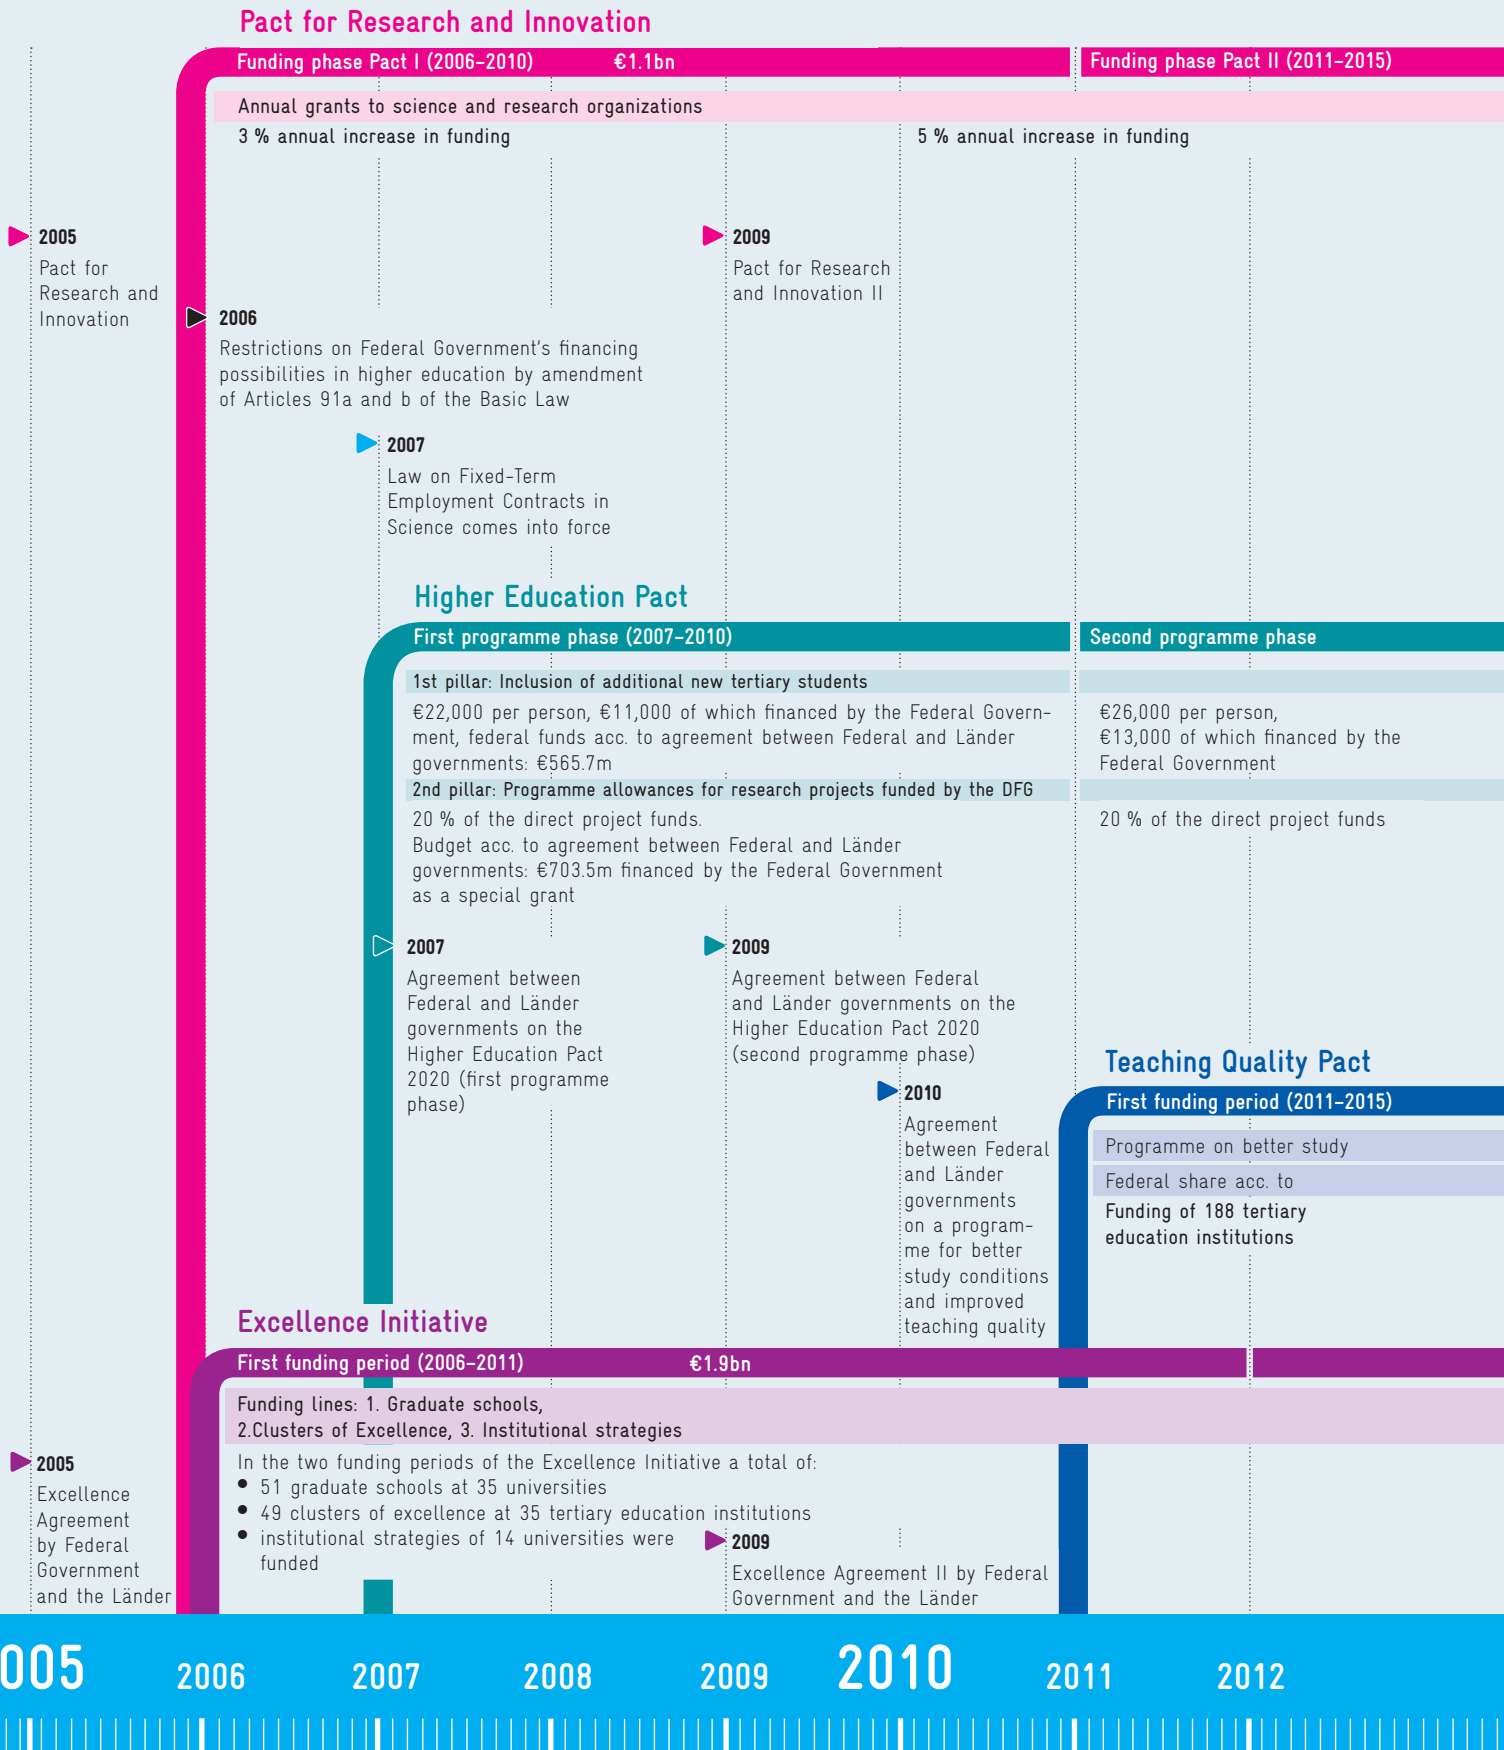 Pact for Research and Innovation
Funding phase Pact I (2006–2010) €1.1bn
Funding phase Pact II (2011–2015)
Annual grants to science and research organizations
3 % annual increase in funding
5 % annual increase in funding
2005
Pact for
Research and
Innovation
2009
Pact for Research
and Innovation II
2006
Restrictions on Federal Government's financing
possibilities in higher education by amendment
of Articles 91a and b of the Basic Law
2007
Law on Fixed-Term
Employment Contracts in
Science comes into force
Higher Education Pact
First programme phase (2007–2010)
Second programme phase
1st pillar: Inclusion of additional new tertiary students
€22,000 per person, €11,000 of which financed by the Federal Govern-
ment, federal funds acc. to agreement between Federal and Länder
governments: €565.7m
€26,000 per person,
€13,000 of which financed by the
Federal Government
2nd pillar: Programme allowances for research projects funded by the DFG
20 % of the direct project funds.
Budget acc. to agreement between Federal and Länder
governments: €703.5m financed by the Federal Government
as a special grant
20 % of the direct project funds
2007
Agreement between
Federal and Länder
governments on the
Higher Education Pact
2020 (first programme
phase)
2009
Agreement between Federal
and Länder governments on the
Higher Education Pact 2020
(second programme phase)
2010
Agreement
between Federal
and Länder
governments
on a program-
me for better
study conditions
and improved
teaching quality
Teaching Quality Pact
First funding period (2011–2015)
Programme on better study
Federal share acc. to
Funding of 188 tertiary
education institutions
Excellence Initiative
First funding period (2006–2011) €1.9bn
Funding lines: 1. Graduate schools,
2.Clusters of Excellence, 3. Institutional strategies
In the two funding periods of the Excellence Initiative a total of:
• 51 graduate schools at 35 universities
• 49 clusters of excellence at 35 tertiary education institutions
• institutional strategies of 14 universities were
funded
2005
Excellence
Agreement
by Federal
Government
and the Länder
2009
Excellence Agreement II by Federal
Government and the Länder
005 2006 2007 2008 2009 2010 2011 2012